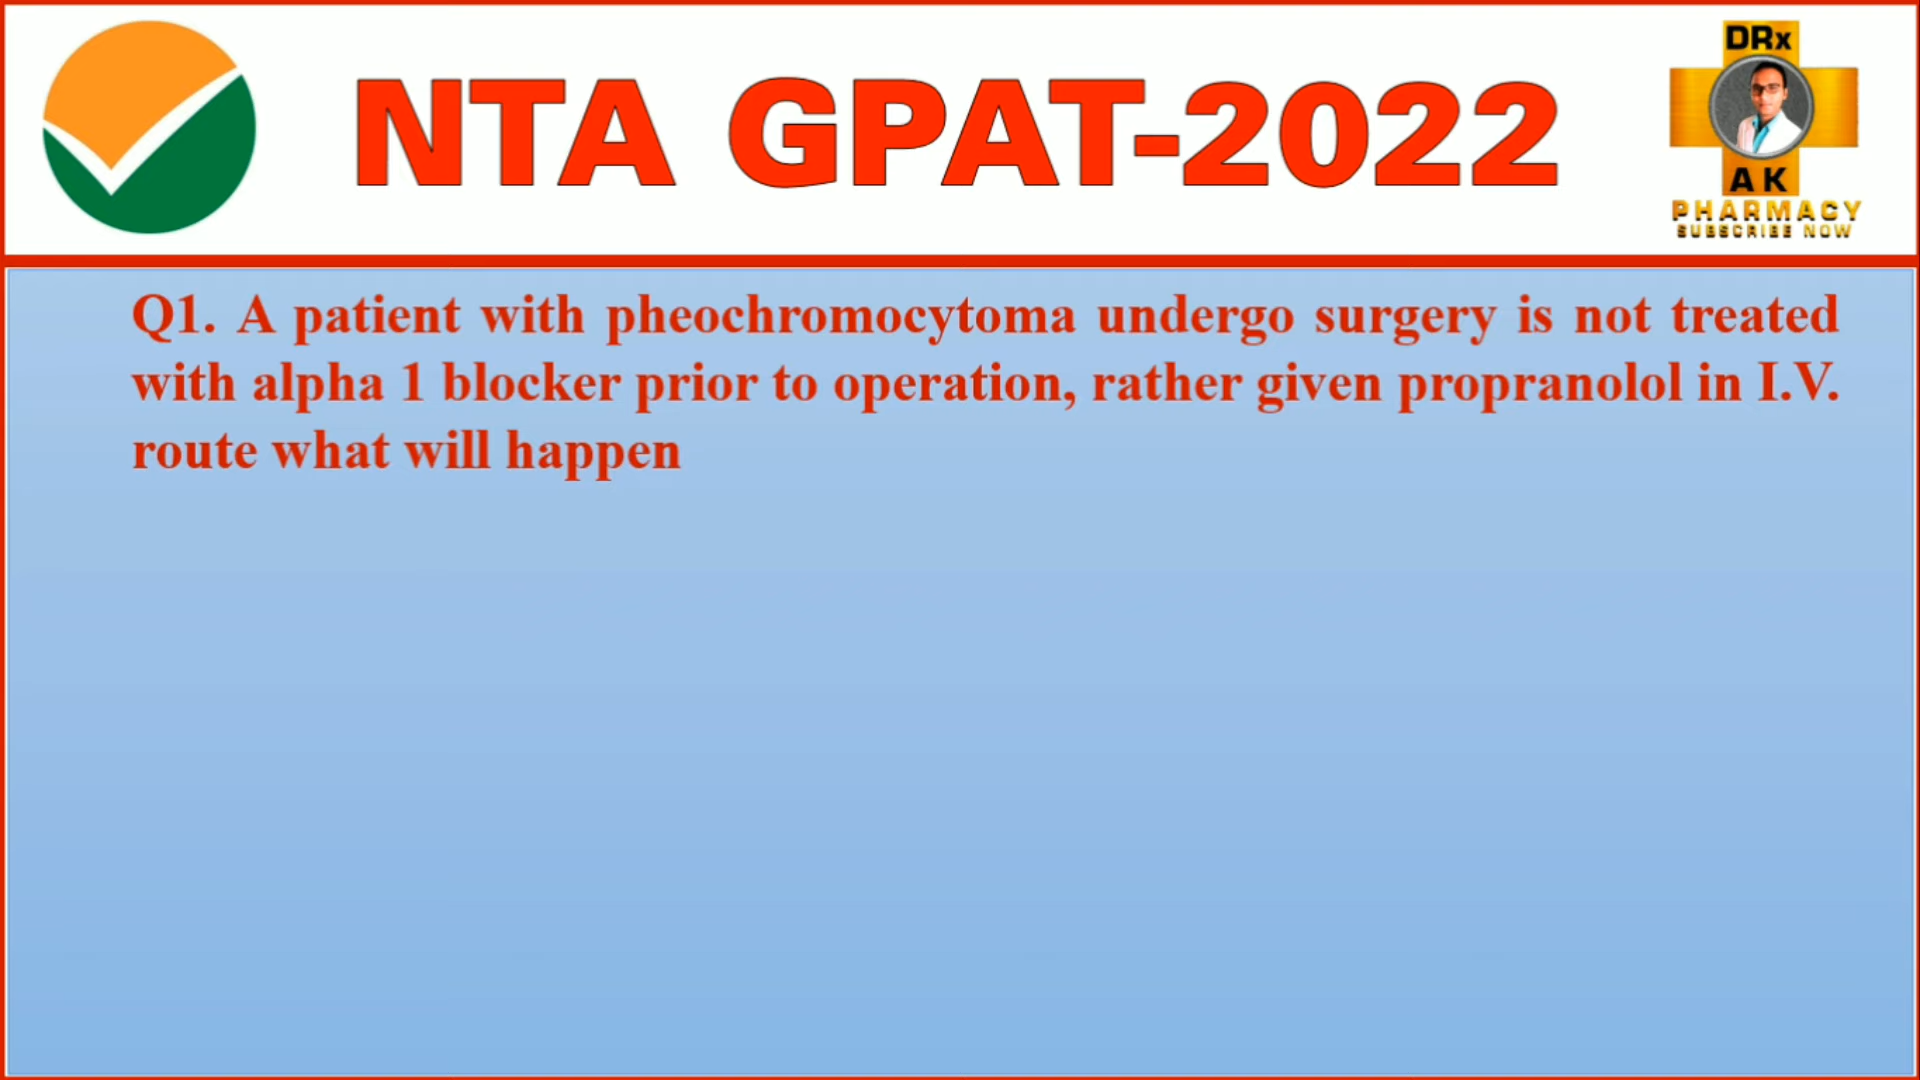 NTA GPAT-2022
DRx
AK
PHARMACY
SUBSCRIBE NOW
Q1. A patient with pheochromocytoma undergo surgery is not treated
with alpha 1 blocker prior to operation, rather given propranolol in I.V.
route what will happen